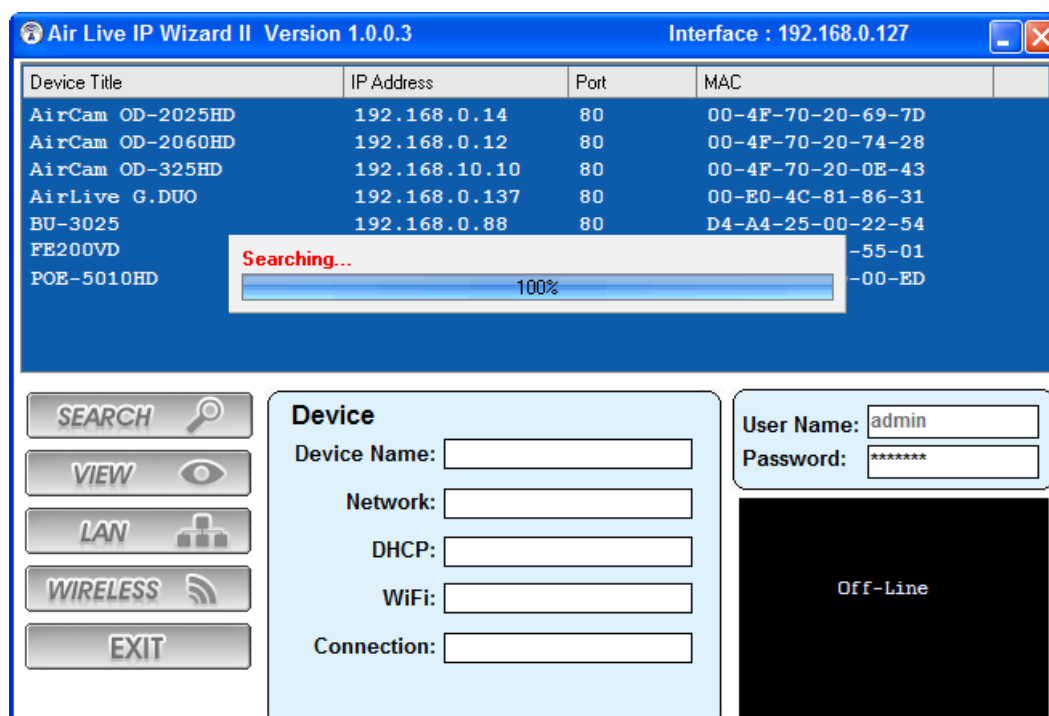 Air Live IP Wizard II Version 1.0.0.3 Interface : 192.168.0.127
Device Title IP Address Port MAC
AirCam OD-2025HD 192.168.0.14 80 00-4F-70-20-69-7D
AirCam OD-2060HD 192.168.0.12 80 00-4F-70-20-74-28
AirCam OD-325HD 192.168.10.10 80 00-4F-70-20-0E-43
AirLive G.DUO 192.168.0.137 80 00-E0-4C-81-86-31
BU-3025 192.168.0.88 80 D4-A4-25-00-22-54
FE200VD -55-01
POE-5010HD -00-ED
Searching...
100%
SEARCH
VIEW
LAN
WIRELESS
EXIT
Device
Device Name:
Network:
DHCP:
WiFi:
Connection:
User Name: admin
Password: *******
Off-Line